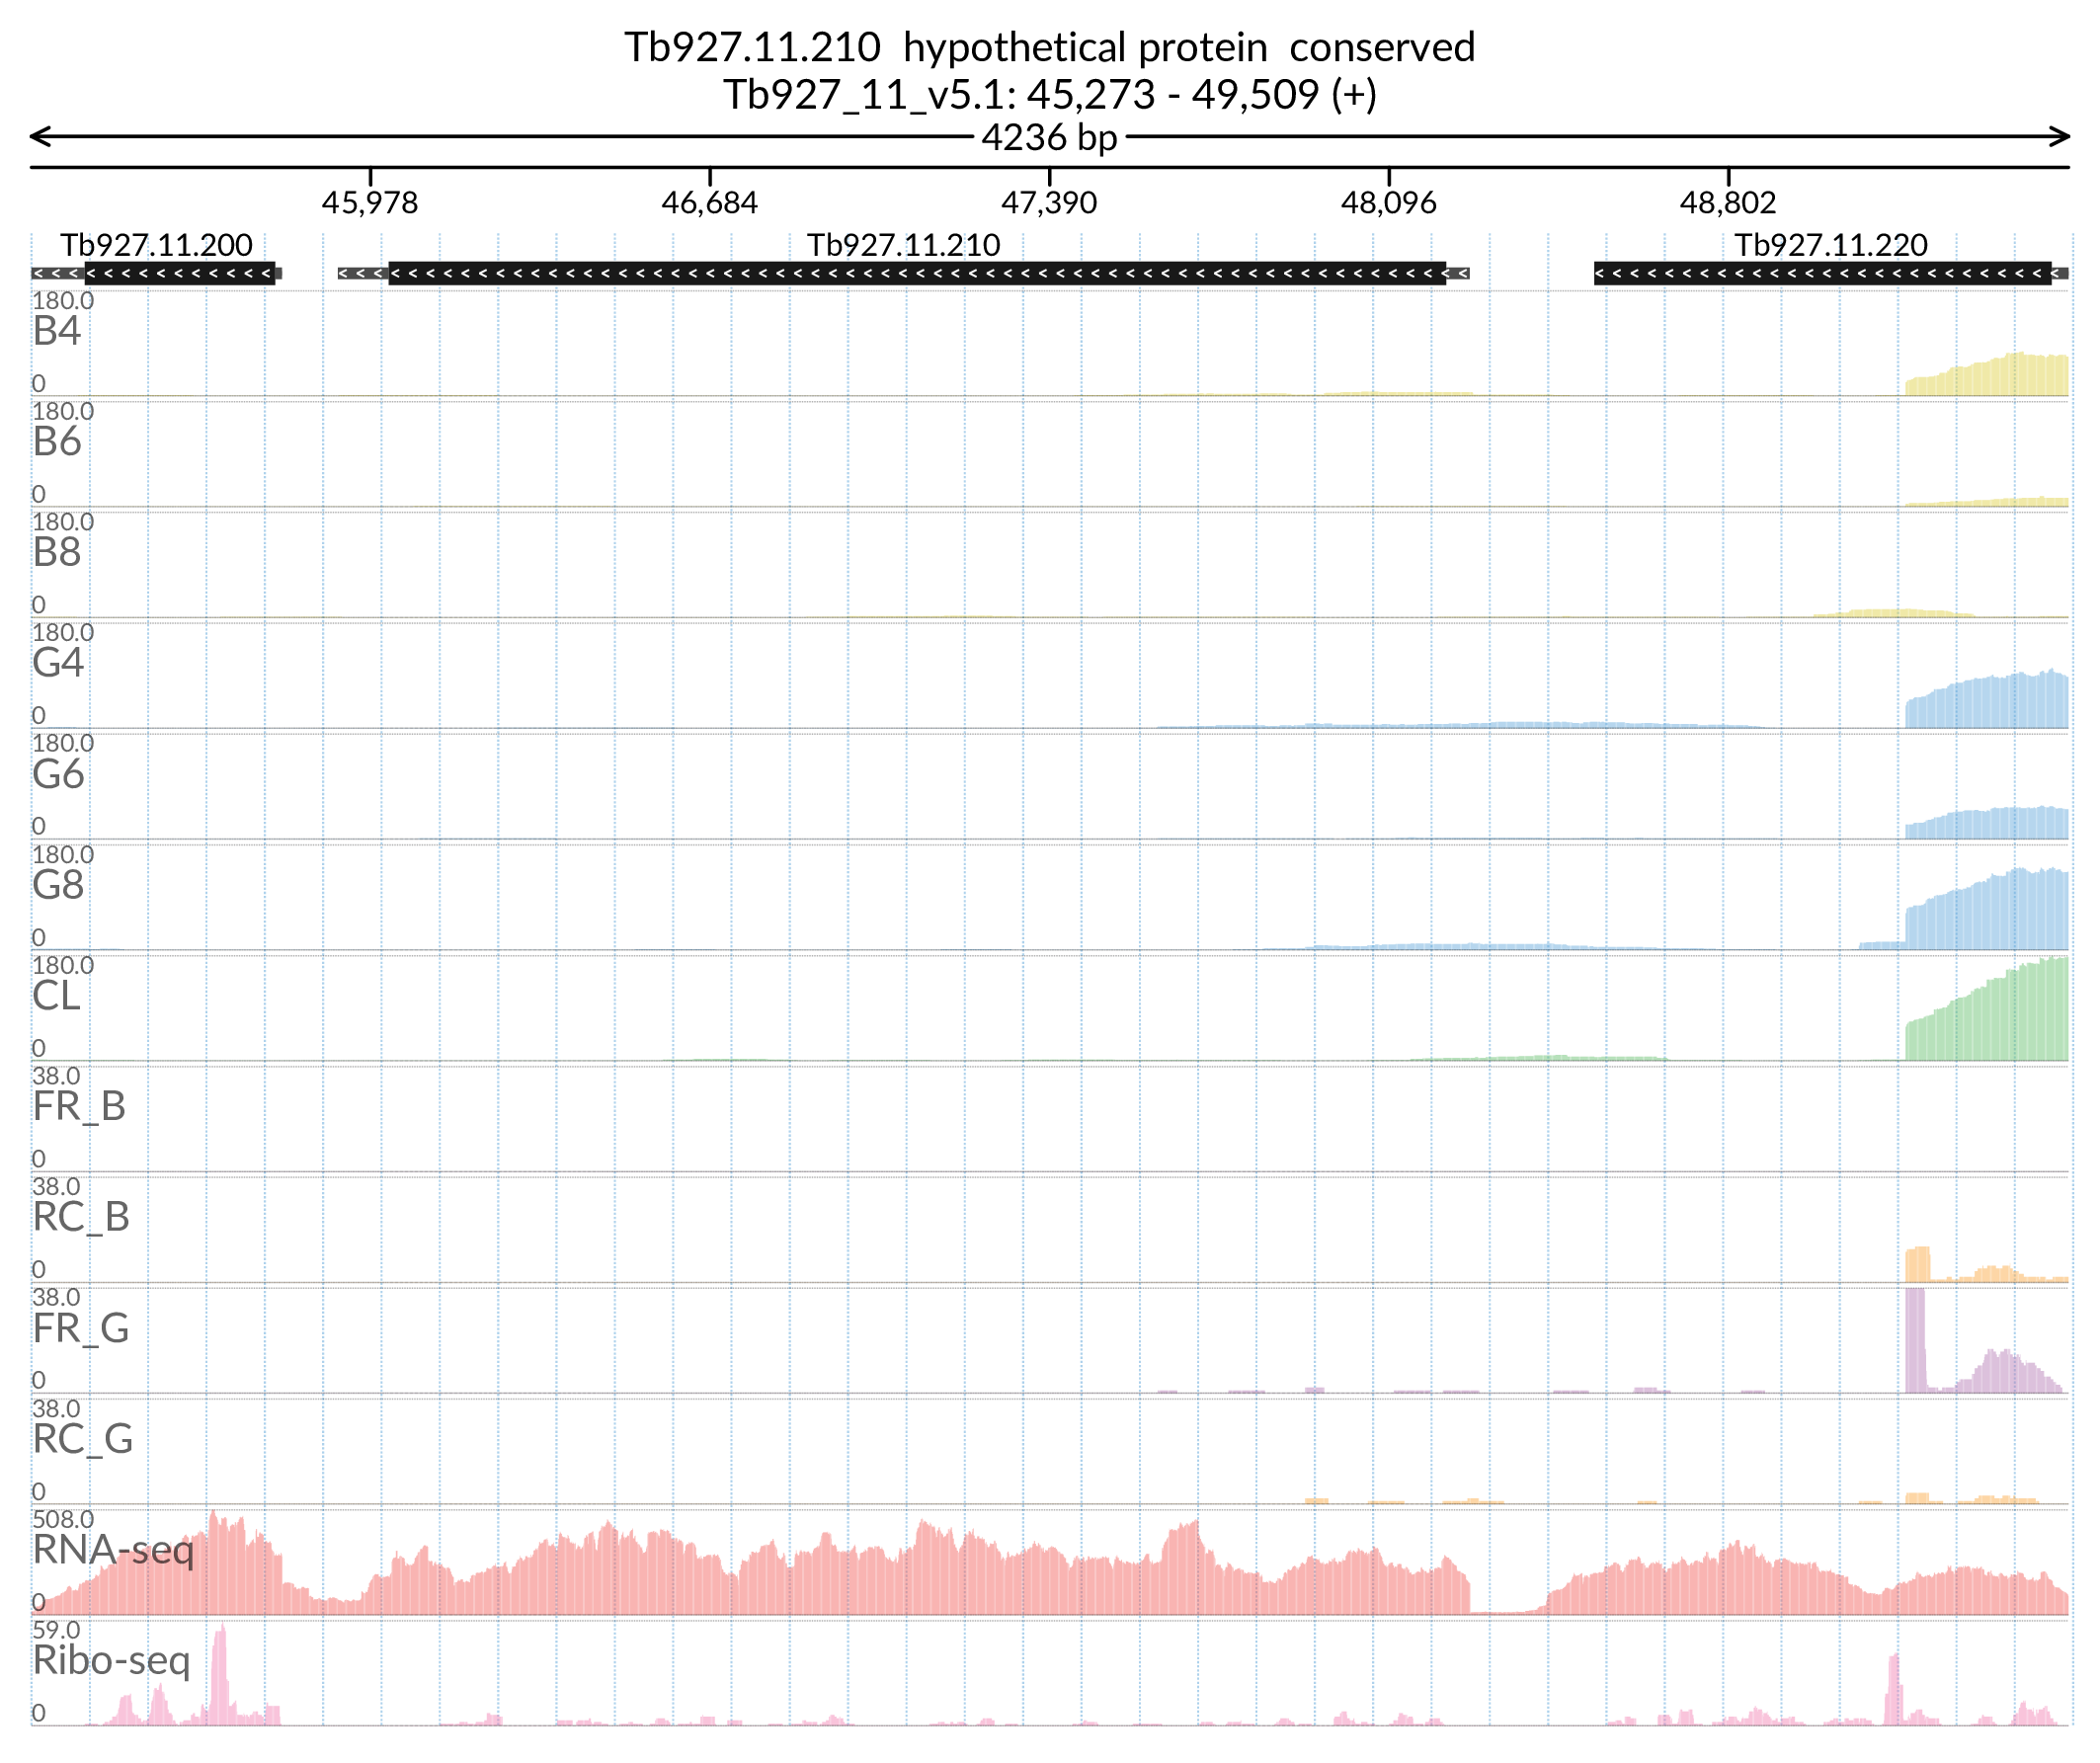 Tb927.11.210  hypothetical protein  conserved
Tb927_11_v5.1: 45,273 - 49,509 (+)
4236 bp
45,978 46,684 47,390 48,096 48,802
Tb927.11.200 Tb927.11.210 Tb927.11.220
180.0
B4
0
180.0
B6
0
180.0
B8
0
180.0
G4
0
180.0
G6
0
180.0
G8
0
180.0
CL
0
38.0
FR_B
0
38.0
RC_B
0
38.0
FR_G
0
38.0
RC_G
0
508.0
RNA-seq
0
59.0
Ribo-seq
0